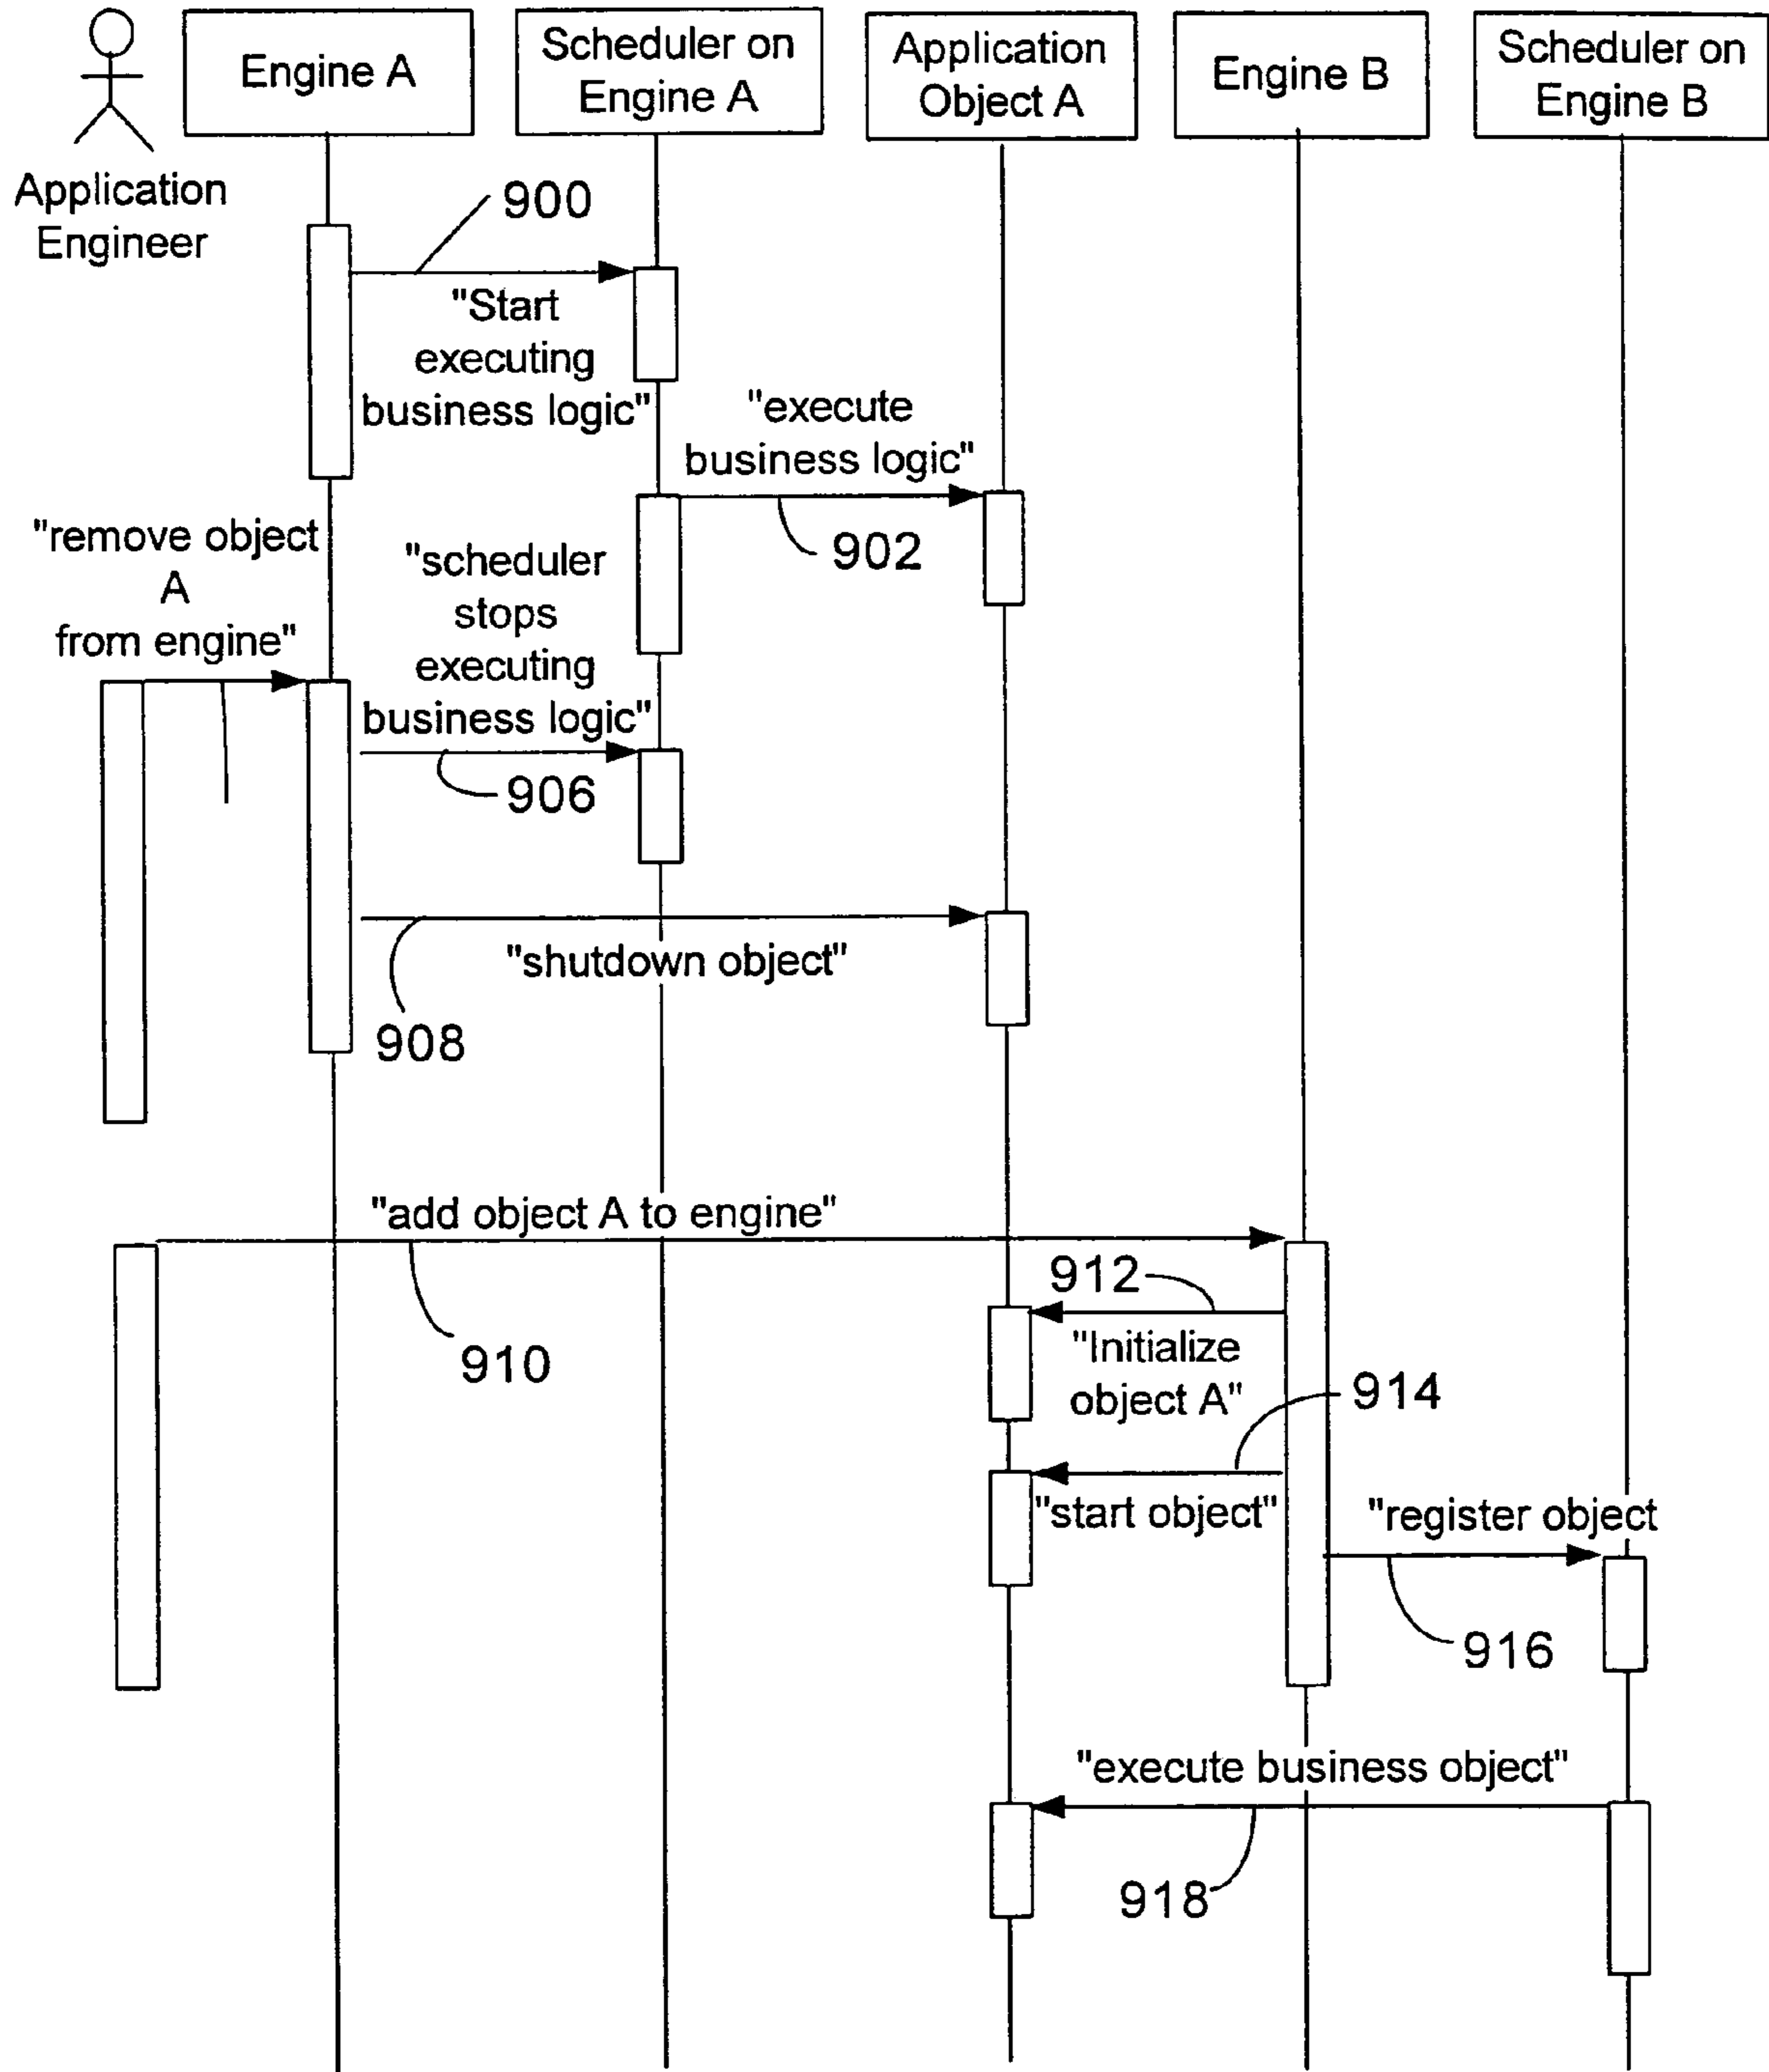 Engine A
Scheduler on
Engine A
Application
Object A
Engine B
Scheduler on
Engine B
Application
Engineer
900
"Start
executing
business logic"
"execute
business logic"
902
"remove object
A
from engine"
"scheduler
stops
executing
business logic"
906
"shutdown object"
908
"add object A to engine"
910
912
"Initialize
object A"
914
"start object"
"register object
916
"execute business object"
918